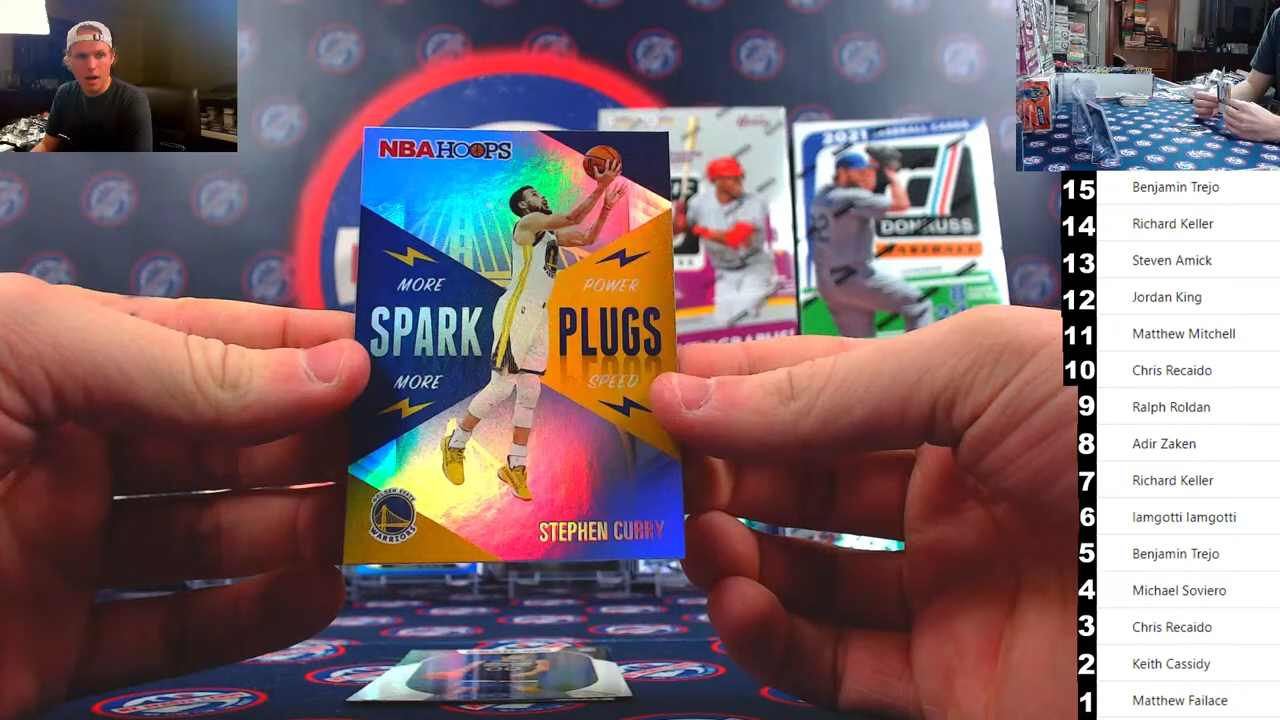 NBA HOOPS
MORE
SPARK
MORE
POWER
PLUGS
SPEED
GOLDEN STATE
WARRIORS
STEPHEN CURRY
2021
DONRUSS
BASEBALL
15 Benjamin Trejo
14 Richard Keller
13 Steven Amick
12 Jordan King
11 Matthew Mitchell
10 Chris Recaido
9 Ralph Roldan
8 Adir Zaken
7 Richard Keller
6 Iamgotti Iamgotti
5 Benjamin Trejo
4 Michael Soviero
3 Chris Recaido
2 Keith Cassidy
1 Matthew Failace